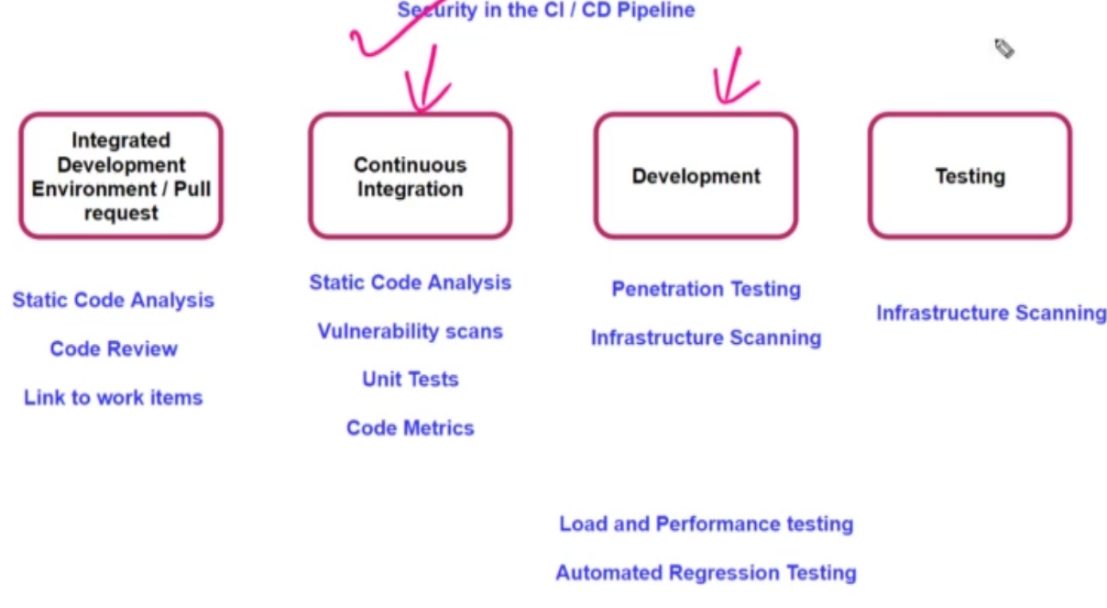 Security in the CI / CD Pipeline
Integrated
Development
Environment / Pull
request
Continuous
Integration
Development
Testing
Static Code Analysis
Code Review
Link to work items
Static Code Analysis
Vulnerability scans
Unit Tests
Code Metrics
Penetration Testing
Infrastructure Scanning
Infrastructure Scanning
Load and Performance testing
Automated Regression Testing